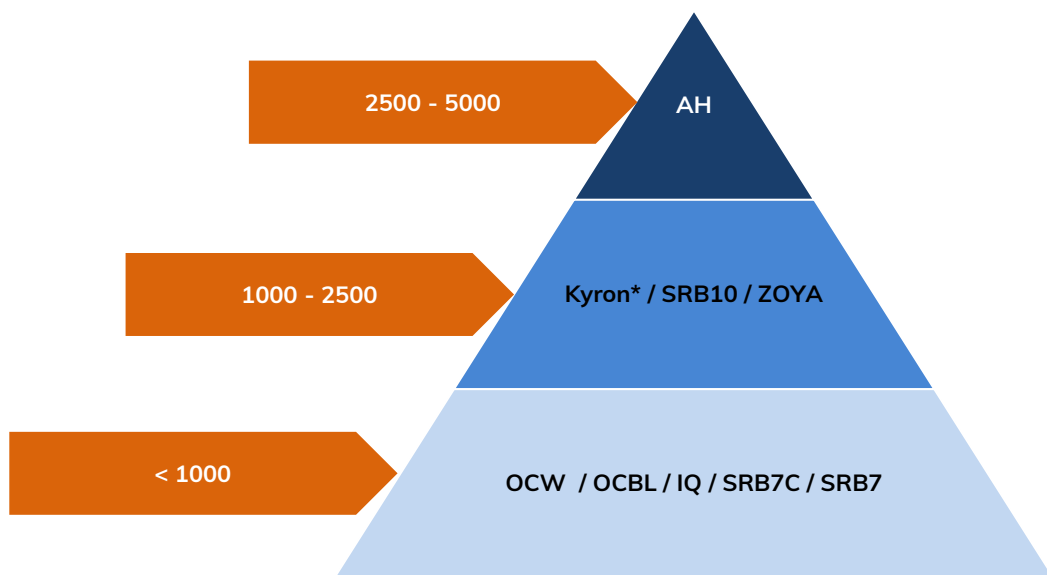 2500 - 5000
AH
1000 - 2500
Kyron* / SRB10 / ZOYA
< 1000
OCW / OCBL / IQ / SRB7C / SRB7